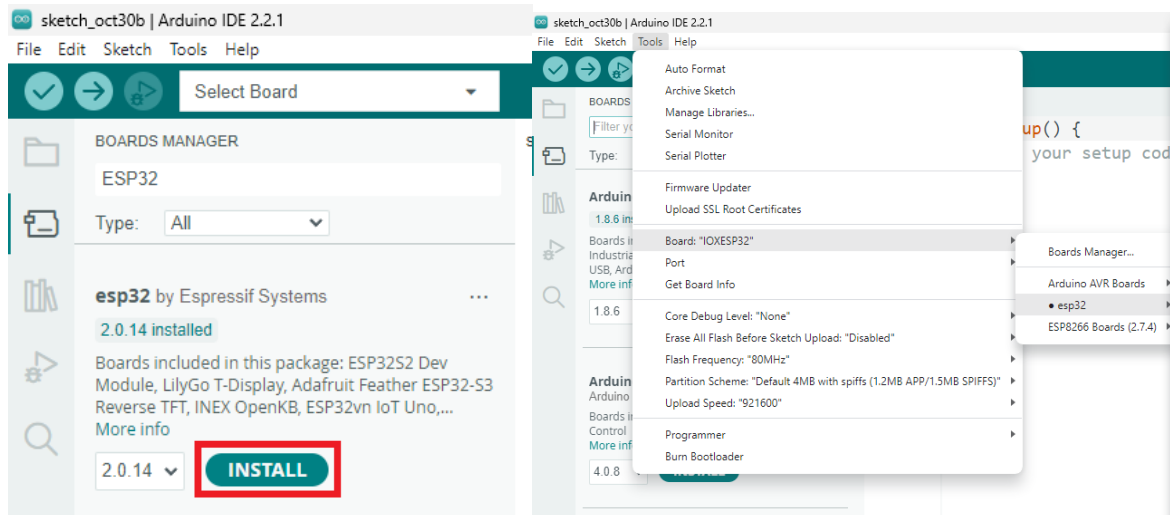 sketch_oct30b | Arduino IDE 2.2.1
File Edit Sketch Tools Help
Select Board
BOARDS MANAGER
ESP32
Type: All
esp32 by Espressif Systems
2.0.14 installed
Boards included in this package: ESP32S2 Dev
Module, LilyGo T-Display, Adafruit Feather ESP32-S3
Reverse TFT, INEX OpenKB, ESP32vn IoT Uno,...
More info
2.0.14 INSTALL
sketch_oct30b | Arduino IDE 2.2.1
File Edit Sketch Tools Help
BOARDS
Filter yo
Type:
Arduin
1.8.6 in
Boards in
Industria
USB, Ard
More inf
1.8.6
Arduin
Arduino
Boards in
Control
More inf
4.0.8
Auto Format
Archive Sketch
Manage Libraries...
Serial Monitor
Serial Plotter
Firmware Updater
Upload SSL Root Certificates
Board: "IOXESP32"
Port
Get Board Info
Core Debug Level: "None"
Erase All Flash Before Sketch Upload: "Disabled"
Flash Frequency: "80MHz"
Partition Scheme: "Default 4MB with spiffs (1.2MB APP/1.5MB SPIFFS)"
Upload Speed: "921600"
Programmer
Burn Bootloader
Boards Manager...
Arduino AVR Boards
• esp32
ESP8266 Boards (2.7.4)
up() {
your setup cod